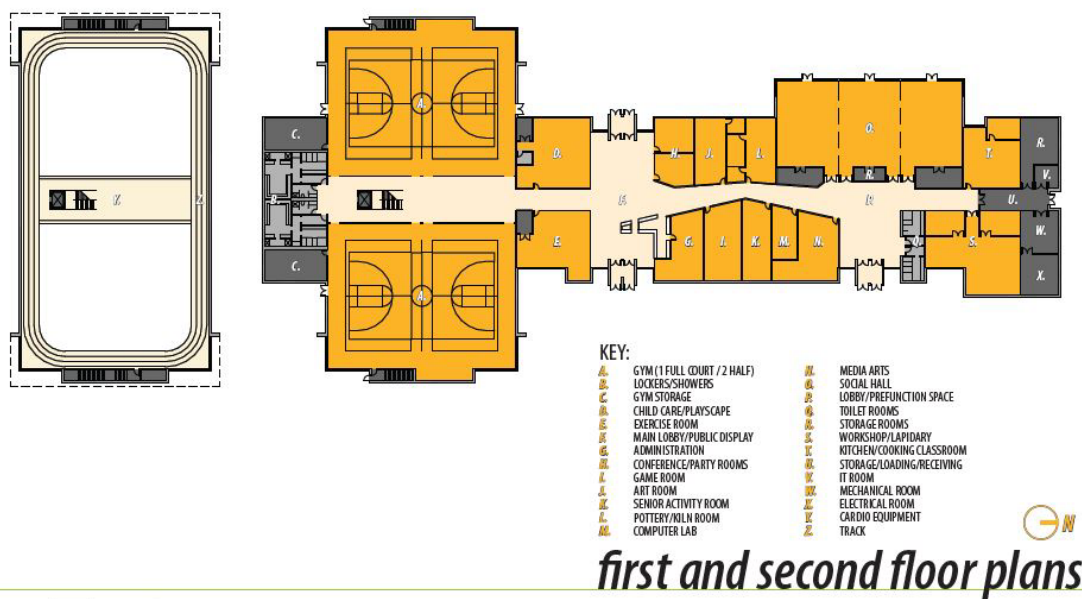 A.
C.
H.
J.
L.
O.
D.
T.
R.
R.
V.
Y.
Z.
B.
F.
P.
U.
E.
G.
I.
K.
M.
N.
Q.
S.
W.
C.
A.
X.
KEY:
A. GYM (1 FULL COURT / 2 HALF)
B. LOCKERS/SHOWERS
C. GYM STORAGE
D. CHILD CARE/PLAYSCAPE
E. EXERCISE ROOM
F. MAIN LOBBY/PUBLIC DISPLAY
G. ADMINISTRATION
H. CONFERENCE/PARTY ROOMS
I. GAME ROOM
J. ART ROOM
K. SENIOR ACTIVITY ROOM
L. POTTERY/KILN ROOM
M. COMPUTER LAB
N. MEDIA ARTS
O. SOCIAL HALL
P. LOBBY/PREFUNCTION SPACE
Q. TOILET ROOMS
R. STORAGE ROOMS
S. WORKSHOP/LAPIDARY
T. KITCHEN/COOKING CLASSROOM
U. STORAGE/LOADING/RECEIVING
V. IT ROOM
W. MECHANICAL ROOM
X. ELECTRICAL ROOM
Y. CARDIO EQUIPMENT
Z. TRACK
N
first and second floor plans